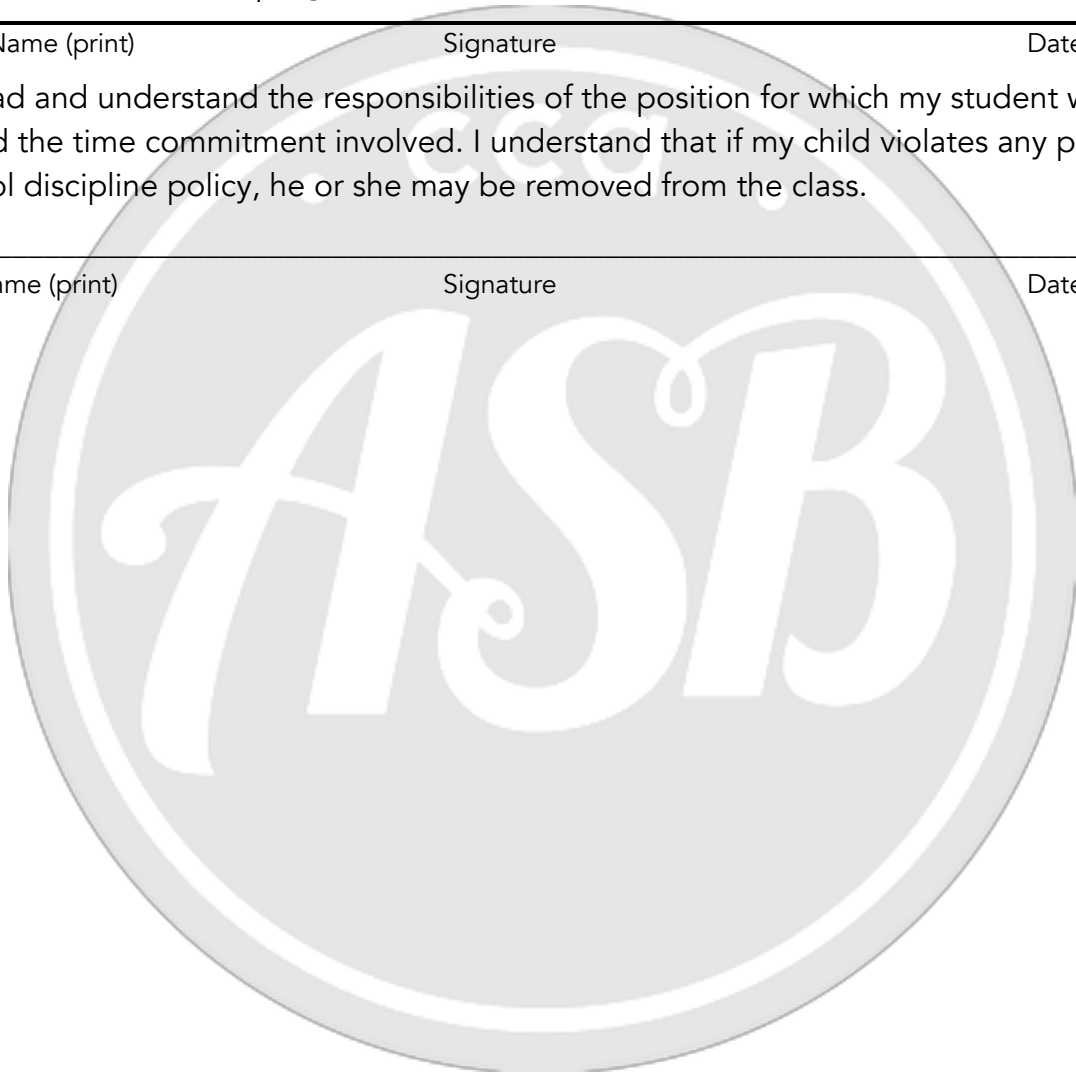 Name (print) Signature Date
ad and understand the responsibilities of the position for which my student w
d the time commitment involved. I understand that if my child violates any p
ol discipline policy, he or she may be removed from the class.
ame (print) Signature Date
cca
ASB